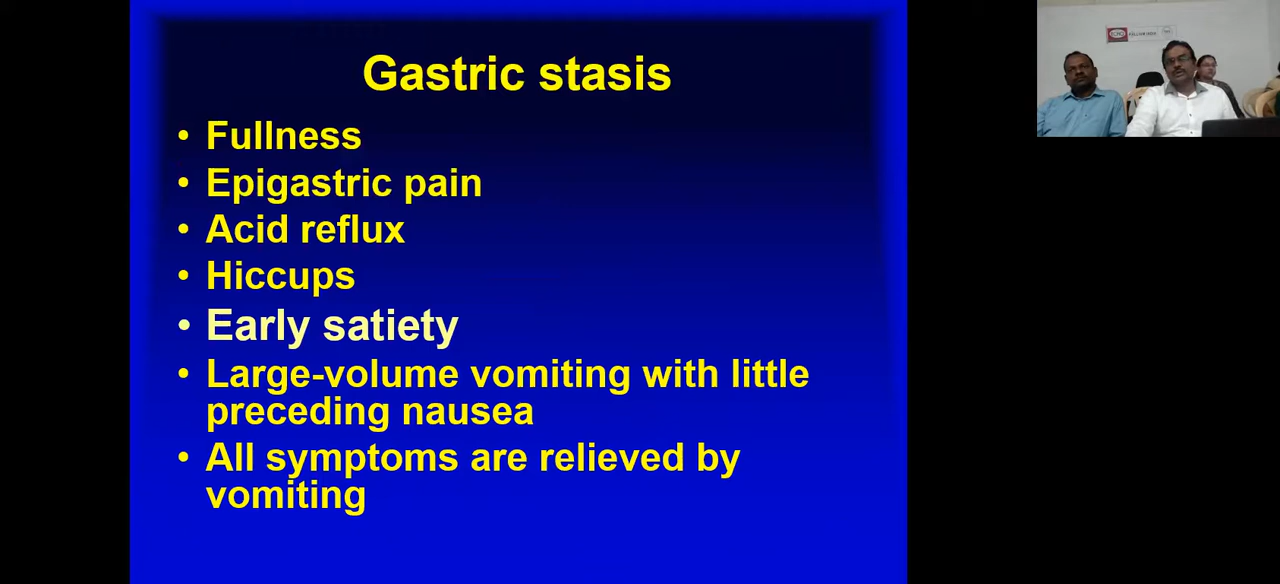 Gastric stasis
• Fullness
• Epigastric pain
• Acid reflux
• Hiccups
• Early satiety
• Large-volume vomiting with little
preceding nausea
• All symptoms are relieved by
vomiting